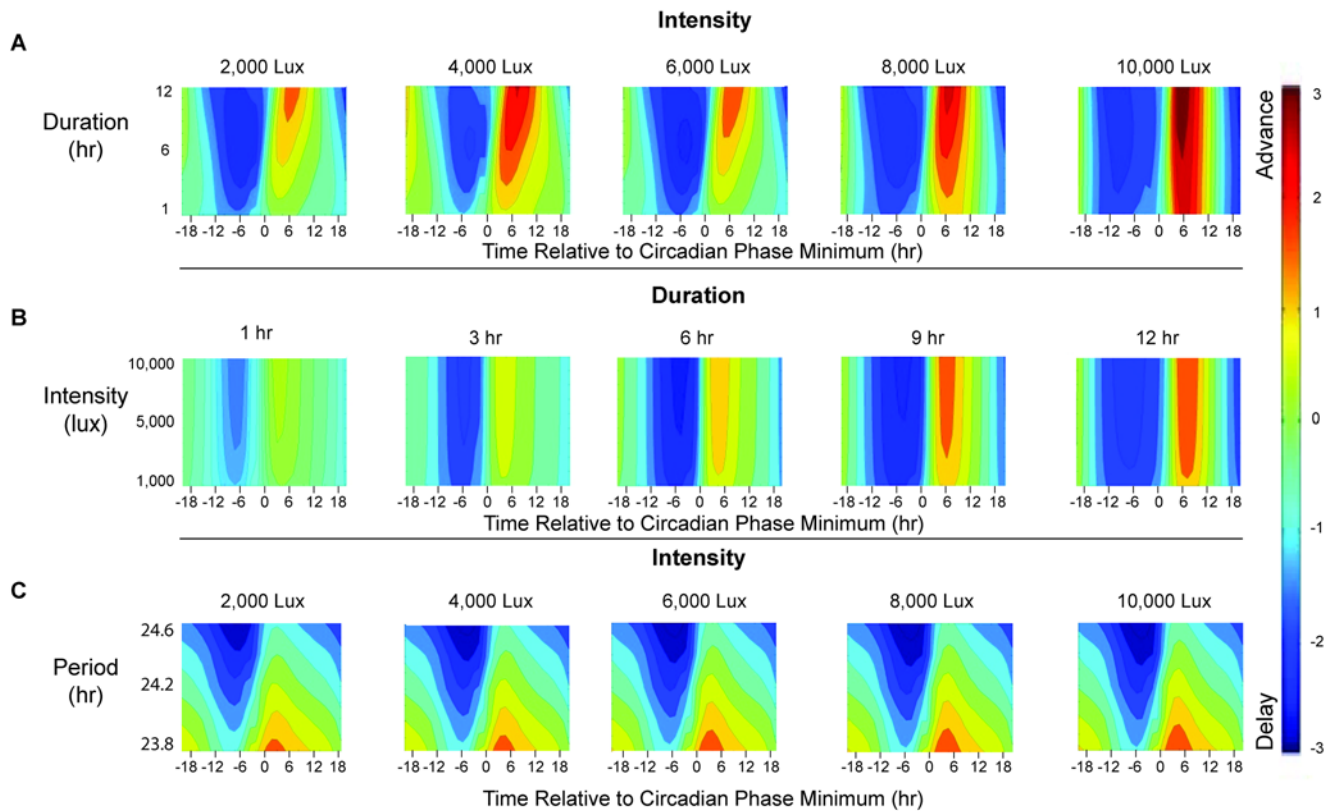 Intensity
A
2,000 Lux 4,000 Lux 6,000 Lux 8,000 Lux 10,000 Lux
Duration
(hr)
12
6
1
-18 -12 -6 0 6 12 18 -18 -12 -6 0 6 12 18 -18 -12 -6 0 6 12 18 -18 -12 -6 0 6 12 18 -18 -12 -6 0 6 12 18
Time Relative to Circadian Phase Minimum (hr)
Duration
B
1 hr 3 hr 6 hr 9 hr 12 hr
Intensity
(lux)
10,000
5,000
1,000
-18 -12 -6 0 6 12 18 -18 -12 -6 0 6 12 18 -18 -12 -6 0 6 12 18 -18 -12 -6 0 6 12 18 -18 -12 -6 0 6 12 18
Time Relative to Circadian Phase Minimum (hr)
Intensity
C
2,000 Lux 4,000 Lux 6,000 Lux 8,000 Lux 10,000 Lux
Period
(hr)
24.6
24.2
23.8
-18 -12 -6 0 6 12 18 -18 -12 -6 0 6 12 18 -18 -12 -6 0 6 12 18 -18 -12 -6 0 6 12 18 -18 -12 -6 0 6 12 18
Time Relative to Circadian Phase Minimum (hr)
Advance
Delay
3
2
1
0
-1
-2
-3